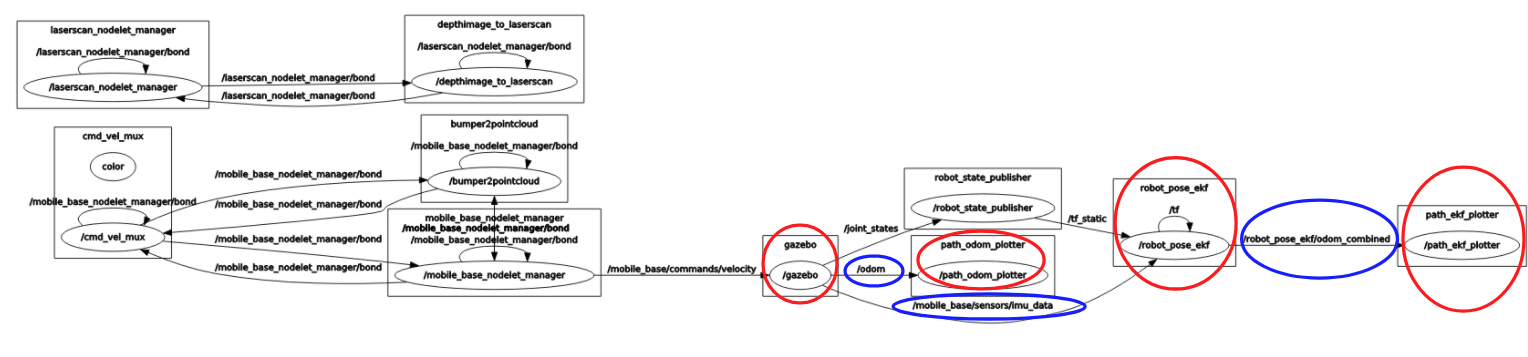 laserscan_nodelet_manager
/laserscan_nodelet_manager/bond
/laserscan_nodelet_manager
/laserscan_nodelet_manager/bond
/laserscan_nodelet_manager/bond
depthimage_to_laserscan
/laserscan_nodelet_manager/bond
/depthimage_to_laserscan
cmd_vel_mux
color
/mobile_base_nodelet_manager/bond
/cmd_vel_mux
/mobile_base_nodelet_manager/bond
/mobile_base_nodelet_manager/bond
/mobile_base_nodelet_manager/bond
/mobile_base_nodelet_manager/bond
bumper2pointcloud
/mobile_base_nodelet_manager/bond
/bumper2pointcloud
mobile_base_nodelet_manager
/mobile_base_nodelet_manager/bond
/mobile_base_nodelet_manager/bond
/mobile_base_nodelet_manager
/mobile_base/commands/velocity
gazebo
/gazebo
/joint_states
/odom
/mobile_base/sensors/imu_data
robot_state_publisher
/robot_state_publisher
path_odom_plotter
/path_odom_plotter
/tf_static
robot_pose_ekf
/tf
/robot_pose_ekf
/robot_pose_ekf/odom_combined
path_ekf_plotter
/path_ekf_plotter